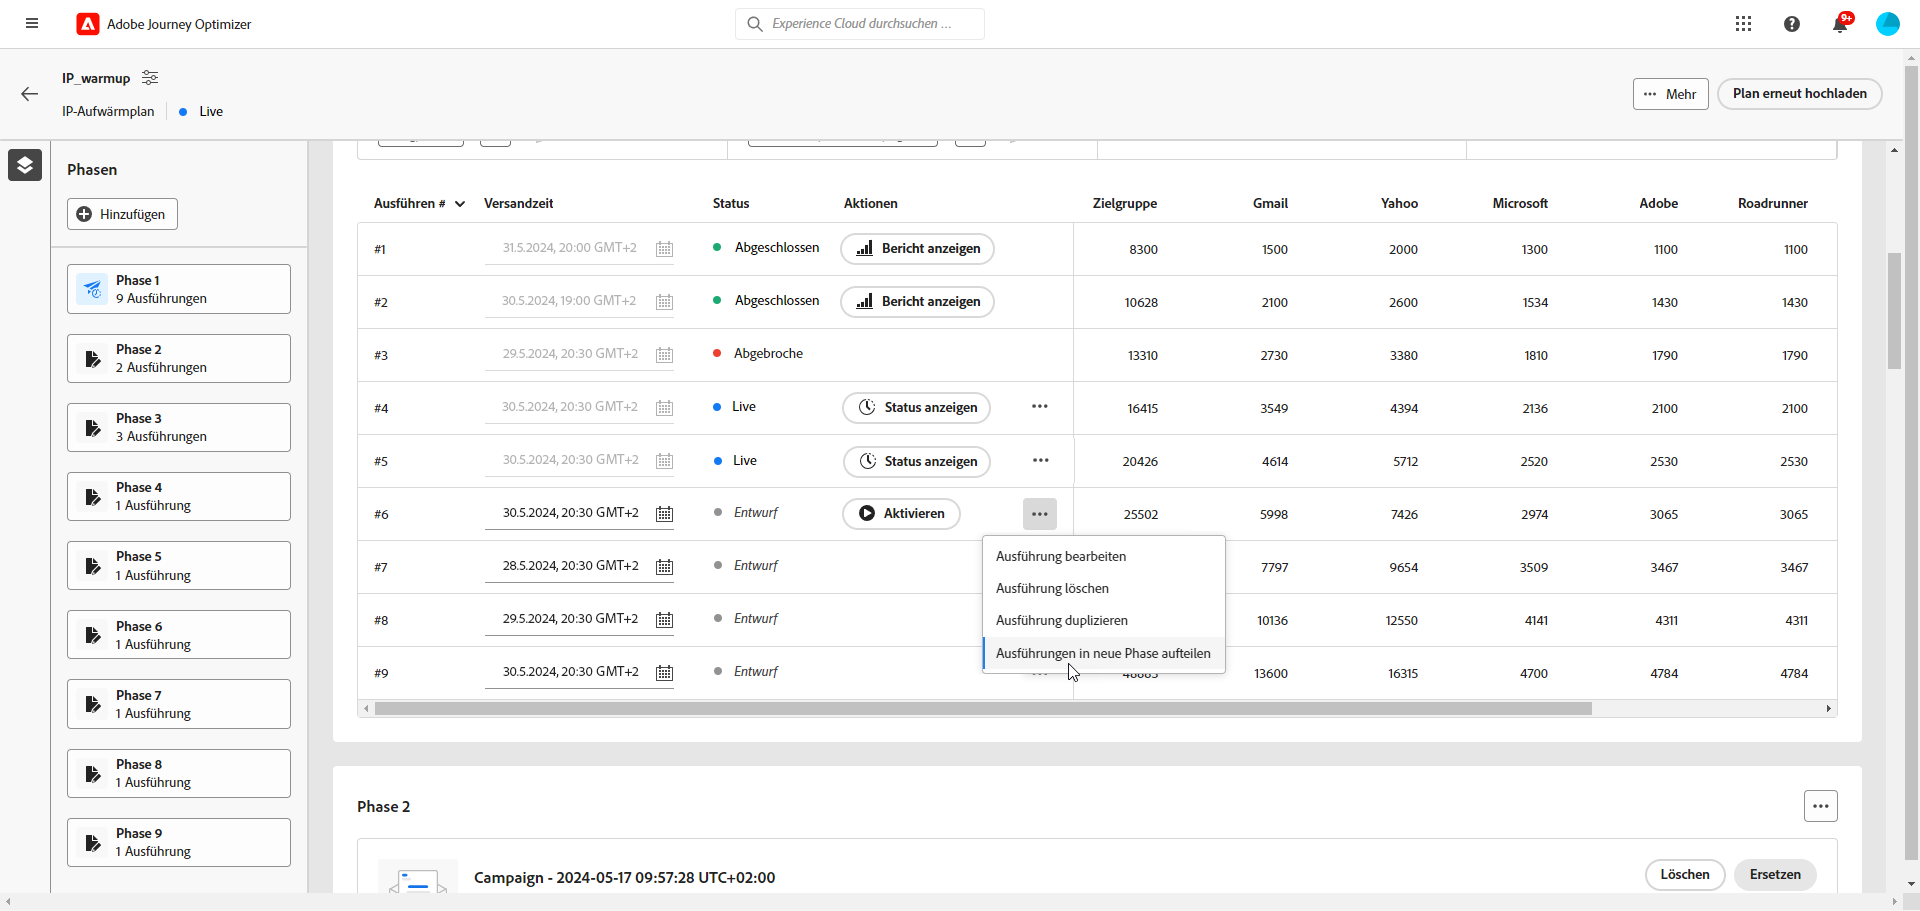 Adobe Journey Optimizer
Experience Cloud durchsuchen ...
9+
IP_warmup
IP-Aufwärmplan
Live
Mehr
Plan erneut hochladen
Phasen
Hinzufügen
Phase 1
9 Ausführungen
Phase 2
2 Ausführungen
Phase 3
3 Ausführungen
Phase 4
1 Ausführung
Phase 5
1 Ausführung
Phase 6
1 Ausführung
Phase 7
1 Ausführung
Phase 8
1 Ausführung
Phase 9
1 Ausführung
Ausführen # Versandzeit Status Aktionen Zielgruppe Gmail Yahoo Microsoft Adobe Roadrunner
#1 31.5.2024, 20:00 GMT+2 Abgeschlossen Bericht anzeigen 8300 1500 2000 1300 1100 1100
#2 30.5.2024, 19:00 GMT+2 Abgeschlossen Bericht anzeigen 10628 2100 2600 1534 1430 1430
#3 29.5.2024, 20:30 GMT+2 Abgebroche 13310 2730 3380 1810 1790 1790
#4 30.5.2024, 20:30 GMT+2 Live Status anzeigen 16415 3549 4394 2136 2100 2100
#5 30.5.2024, 20:30 GMT+2 Live Status anzeigen 20426 4614 5712 2520 2530 2530
#6 30.5.2024, 20:30 GMT+2 Entwurf Aktivieren 25502 5998 7426 2974 3065 3065
#7 28.5.2024, 20:30 GMT+2 Entwurf 7797 9654 3509 3467 3467
#8 29.5.2024, 20:30 GMT+2 Entwurf 10136 12550 4141 4311 4311
#9 30.5.2024, 20:30 GMT+2 Entwurf 13600 16315 4700 4784 4784
Ausführung bearbeiten
Ausführung löschen
Ausführung duplizieren
Ausführungen in neue Phase aufteilen
Phase 2
Campaign - 2024-05-17 09:57:28 UTC+02:00
Löschen
Ersetzen